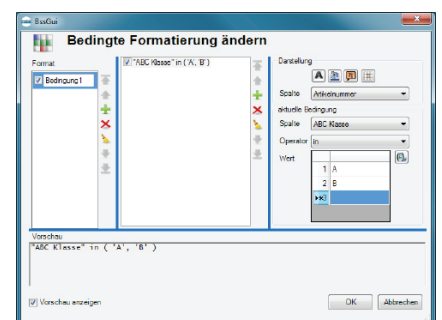 BssGui
Bedingte Formatierung ändern
Format
Bedingung1
"ABC Klasse" in ( 'A', 'B' )
Darstellung
A
Spalte Artikelnummer
aktuelle Bedingung
Spalte ABC Klasse
Operator in
Wert
1 A
2 B
Vorschau
"ABC Klasse" in ( 'A', 'B' )
Vorschau anzeigen
OK Abbrechen